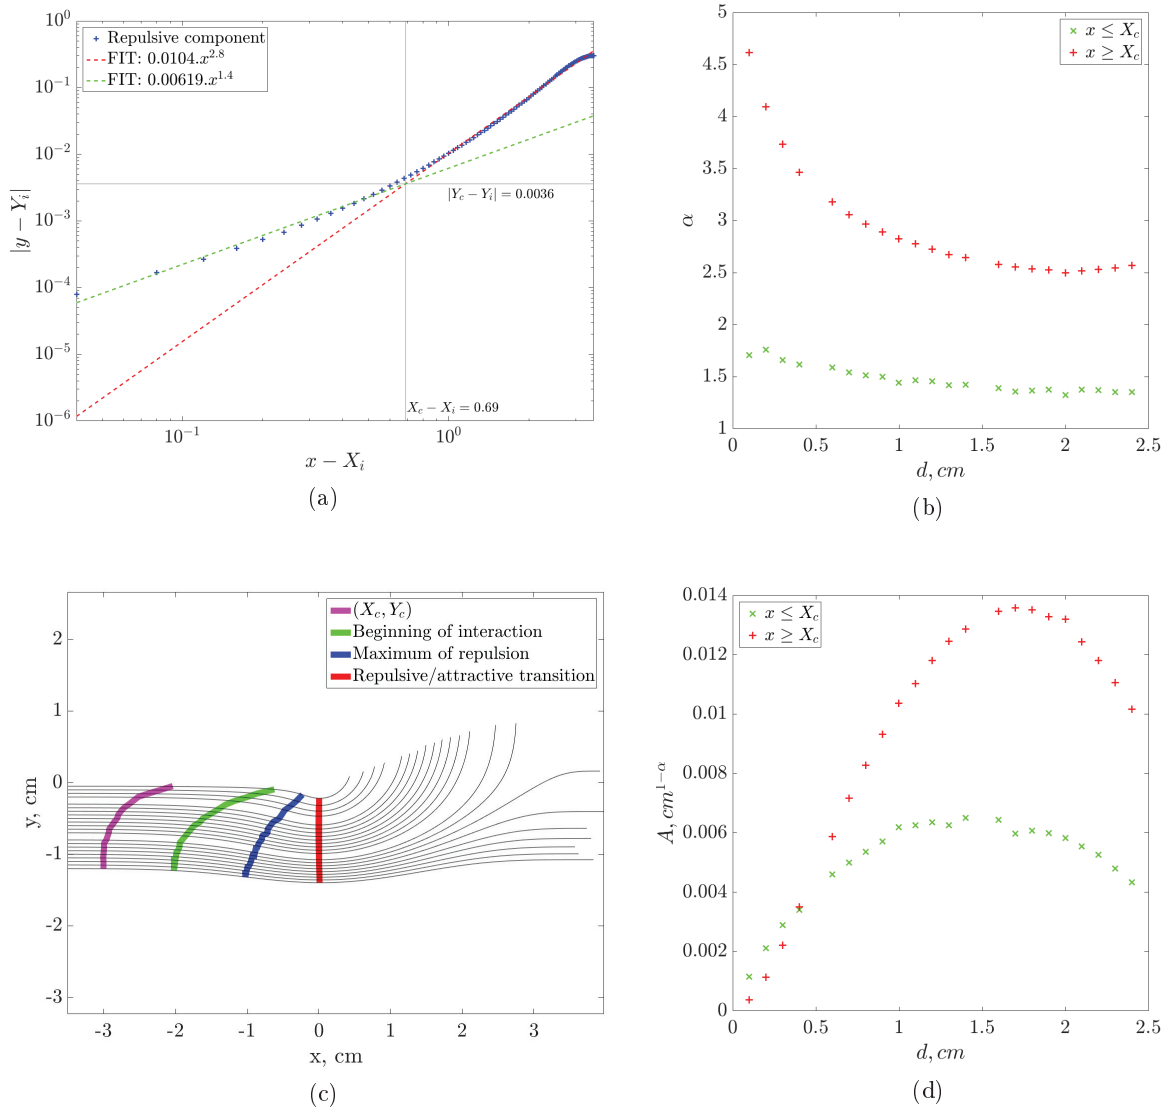 10^0
10^{-1}
10^{-2}
10^{-3}
10^{-4}
10^{-5}
10^{-6}
|y − Y_i|
Repulsive component
FIT: 0.0104.x^{2.8}
FIT: 0.00619.x^{1.4}
|Y_c − Y_i| = 0.0036
X_c − X_i = 0.69
10^{-1} 10^0
x − X_i
(a)
5
4.5
4
3.5
3
2.5
2
1.5
1
α
x ≤ X_c
x ≥ X_c
0 0.5 1 1.5 2 2.5
d, cm
(b)
2
1
0
-1
-2
-3
y, cm
(X_c, Y_c)
Beginning of interaction
Maximum of repulsion
Repulsive/attractive transition
-3 -2 -1 0 1 2 3
x, cm
(c)
0.014
0.012
0.01
0.008
0.006
0.004
0.002
0
A, cm^{1−α}
x ≤ X_c
x ≥ X_c
0 0.5 1 1.5 2 2.5
d, cm
(d)